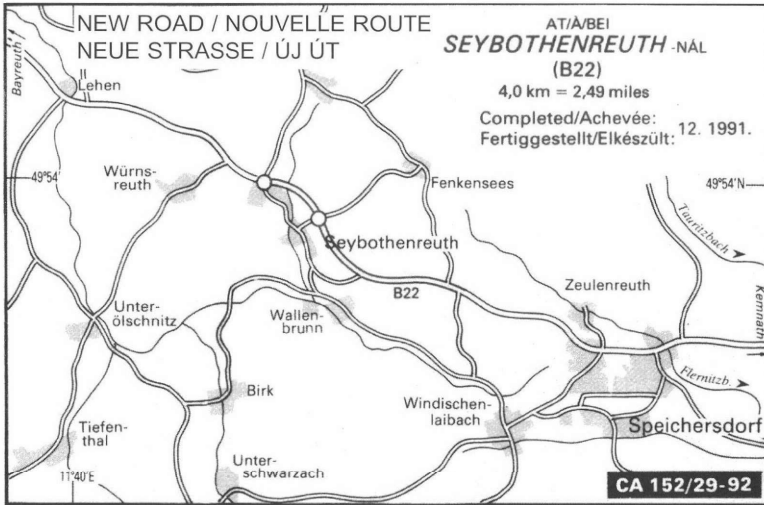 NEW ROAD / NOUVELLE ROUTE
NEUE STRASSE / ÚJ ÚT
AT/À/BEI
SEYBOTHENREUTH -NÁL
(B22)
4,0 km = 2,49 miles
Completed/Achevée:
Fertiggestellt/Elkészült: 12. 1991.
Bayreuth
Lehen
49°54'
Würns-
reuth
Fenkensees
49°54'N
Tauritzbach
Seybothenreuth
B22
Zeulenreuth
Kemnath
Unter-
ölschnitz
Wallen-
brunn
Birk
Windischen-
laibach
Flernitzb.
Speichersdorf
Tiefen-
thal
Unter-
schwarzach
11°40'E
CA 152/29-92